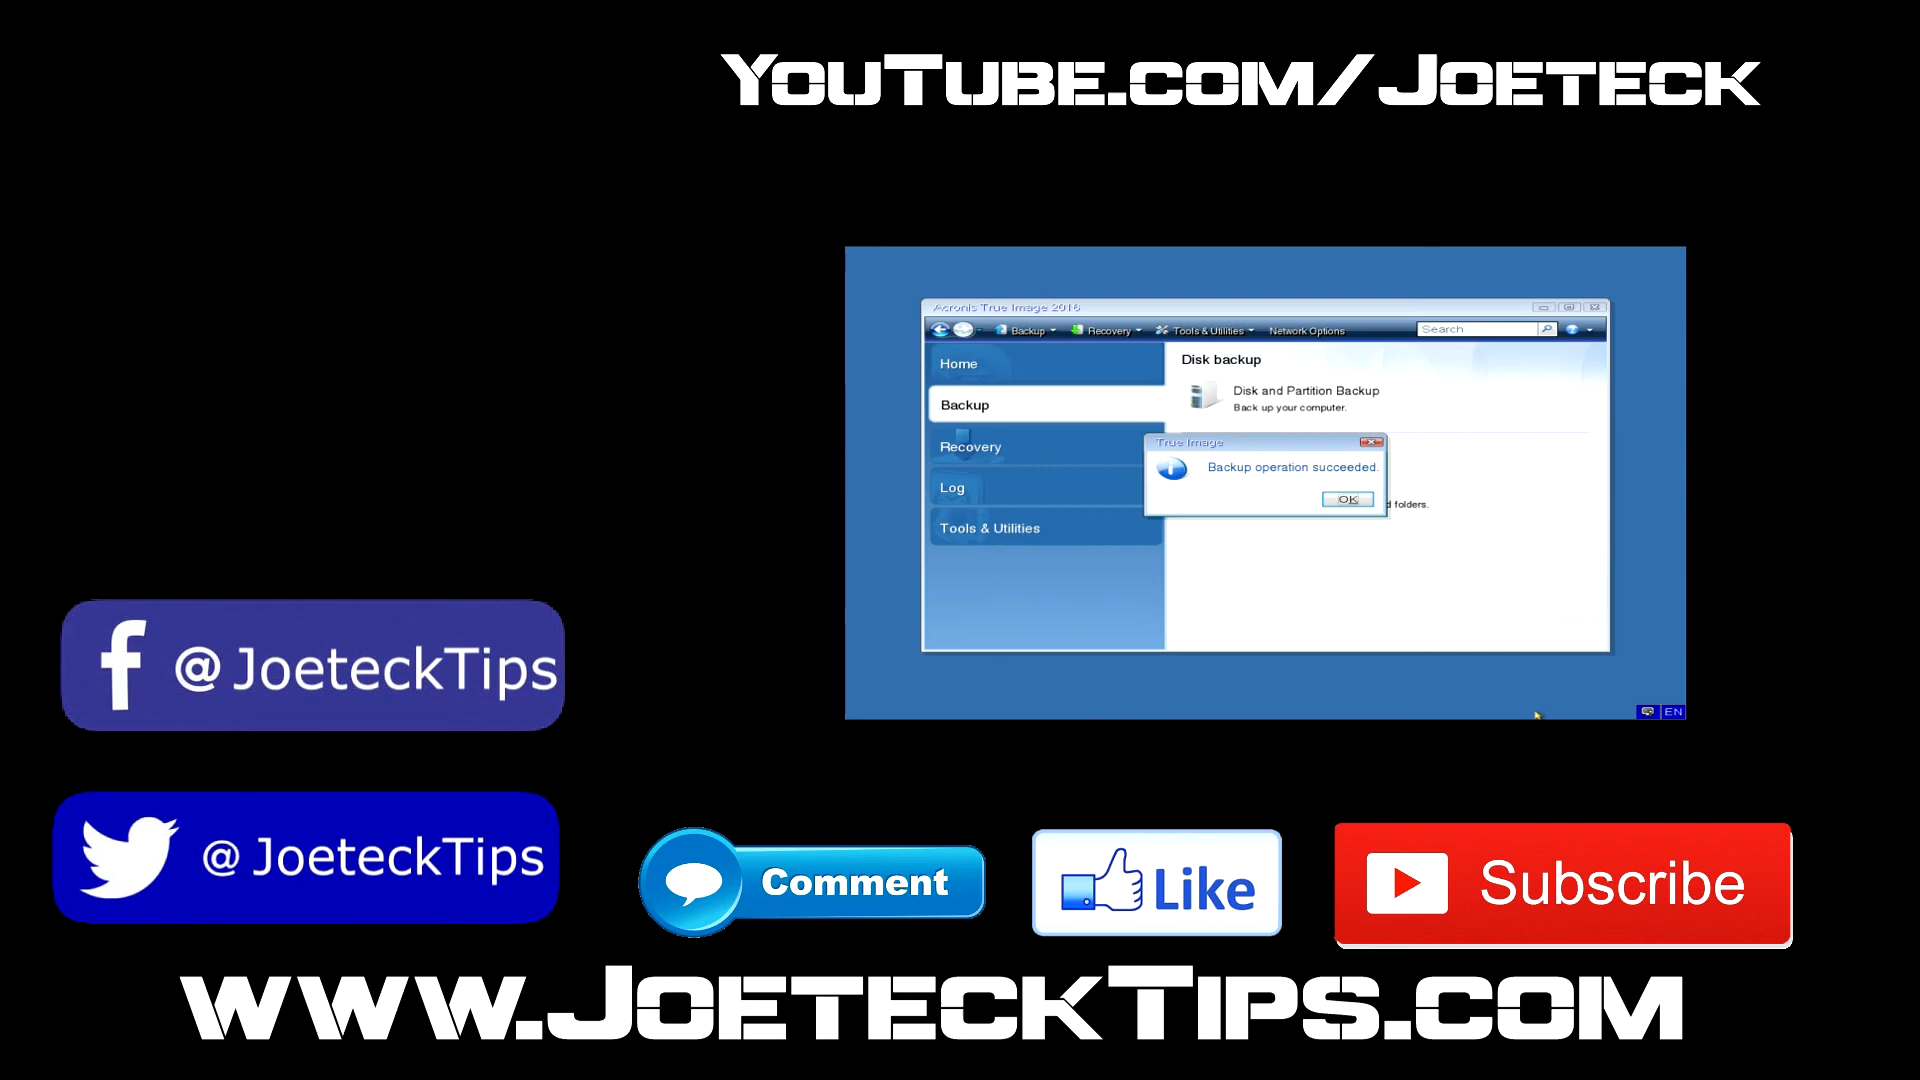 YouTube.com/Joeteck
Acronis True Image 2016
Backup Recovery Tools & Utilities Network Options Search
Home
Backup
Recovery
Log
Tools & Utilities
Disk backup
Disk and Partition Backup
Back up your computer.
True Image
Backup operation succeeded.
OK
d folders.
EN
f @JoeteckTips
@JoeteckTips
Comment
Like
Subscribe
www.JoeteckTips.com